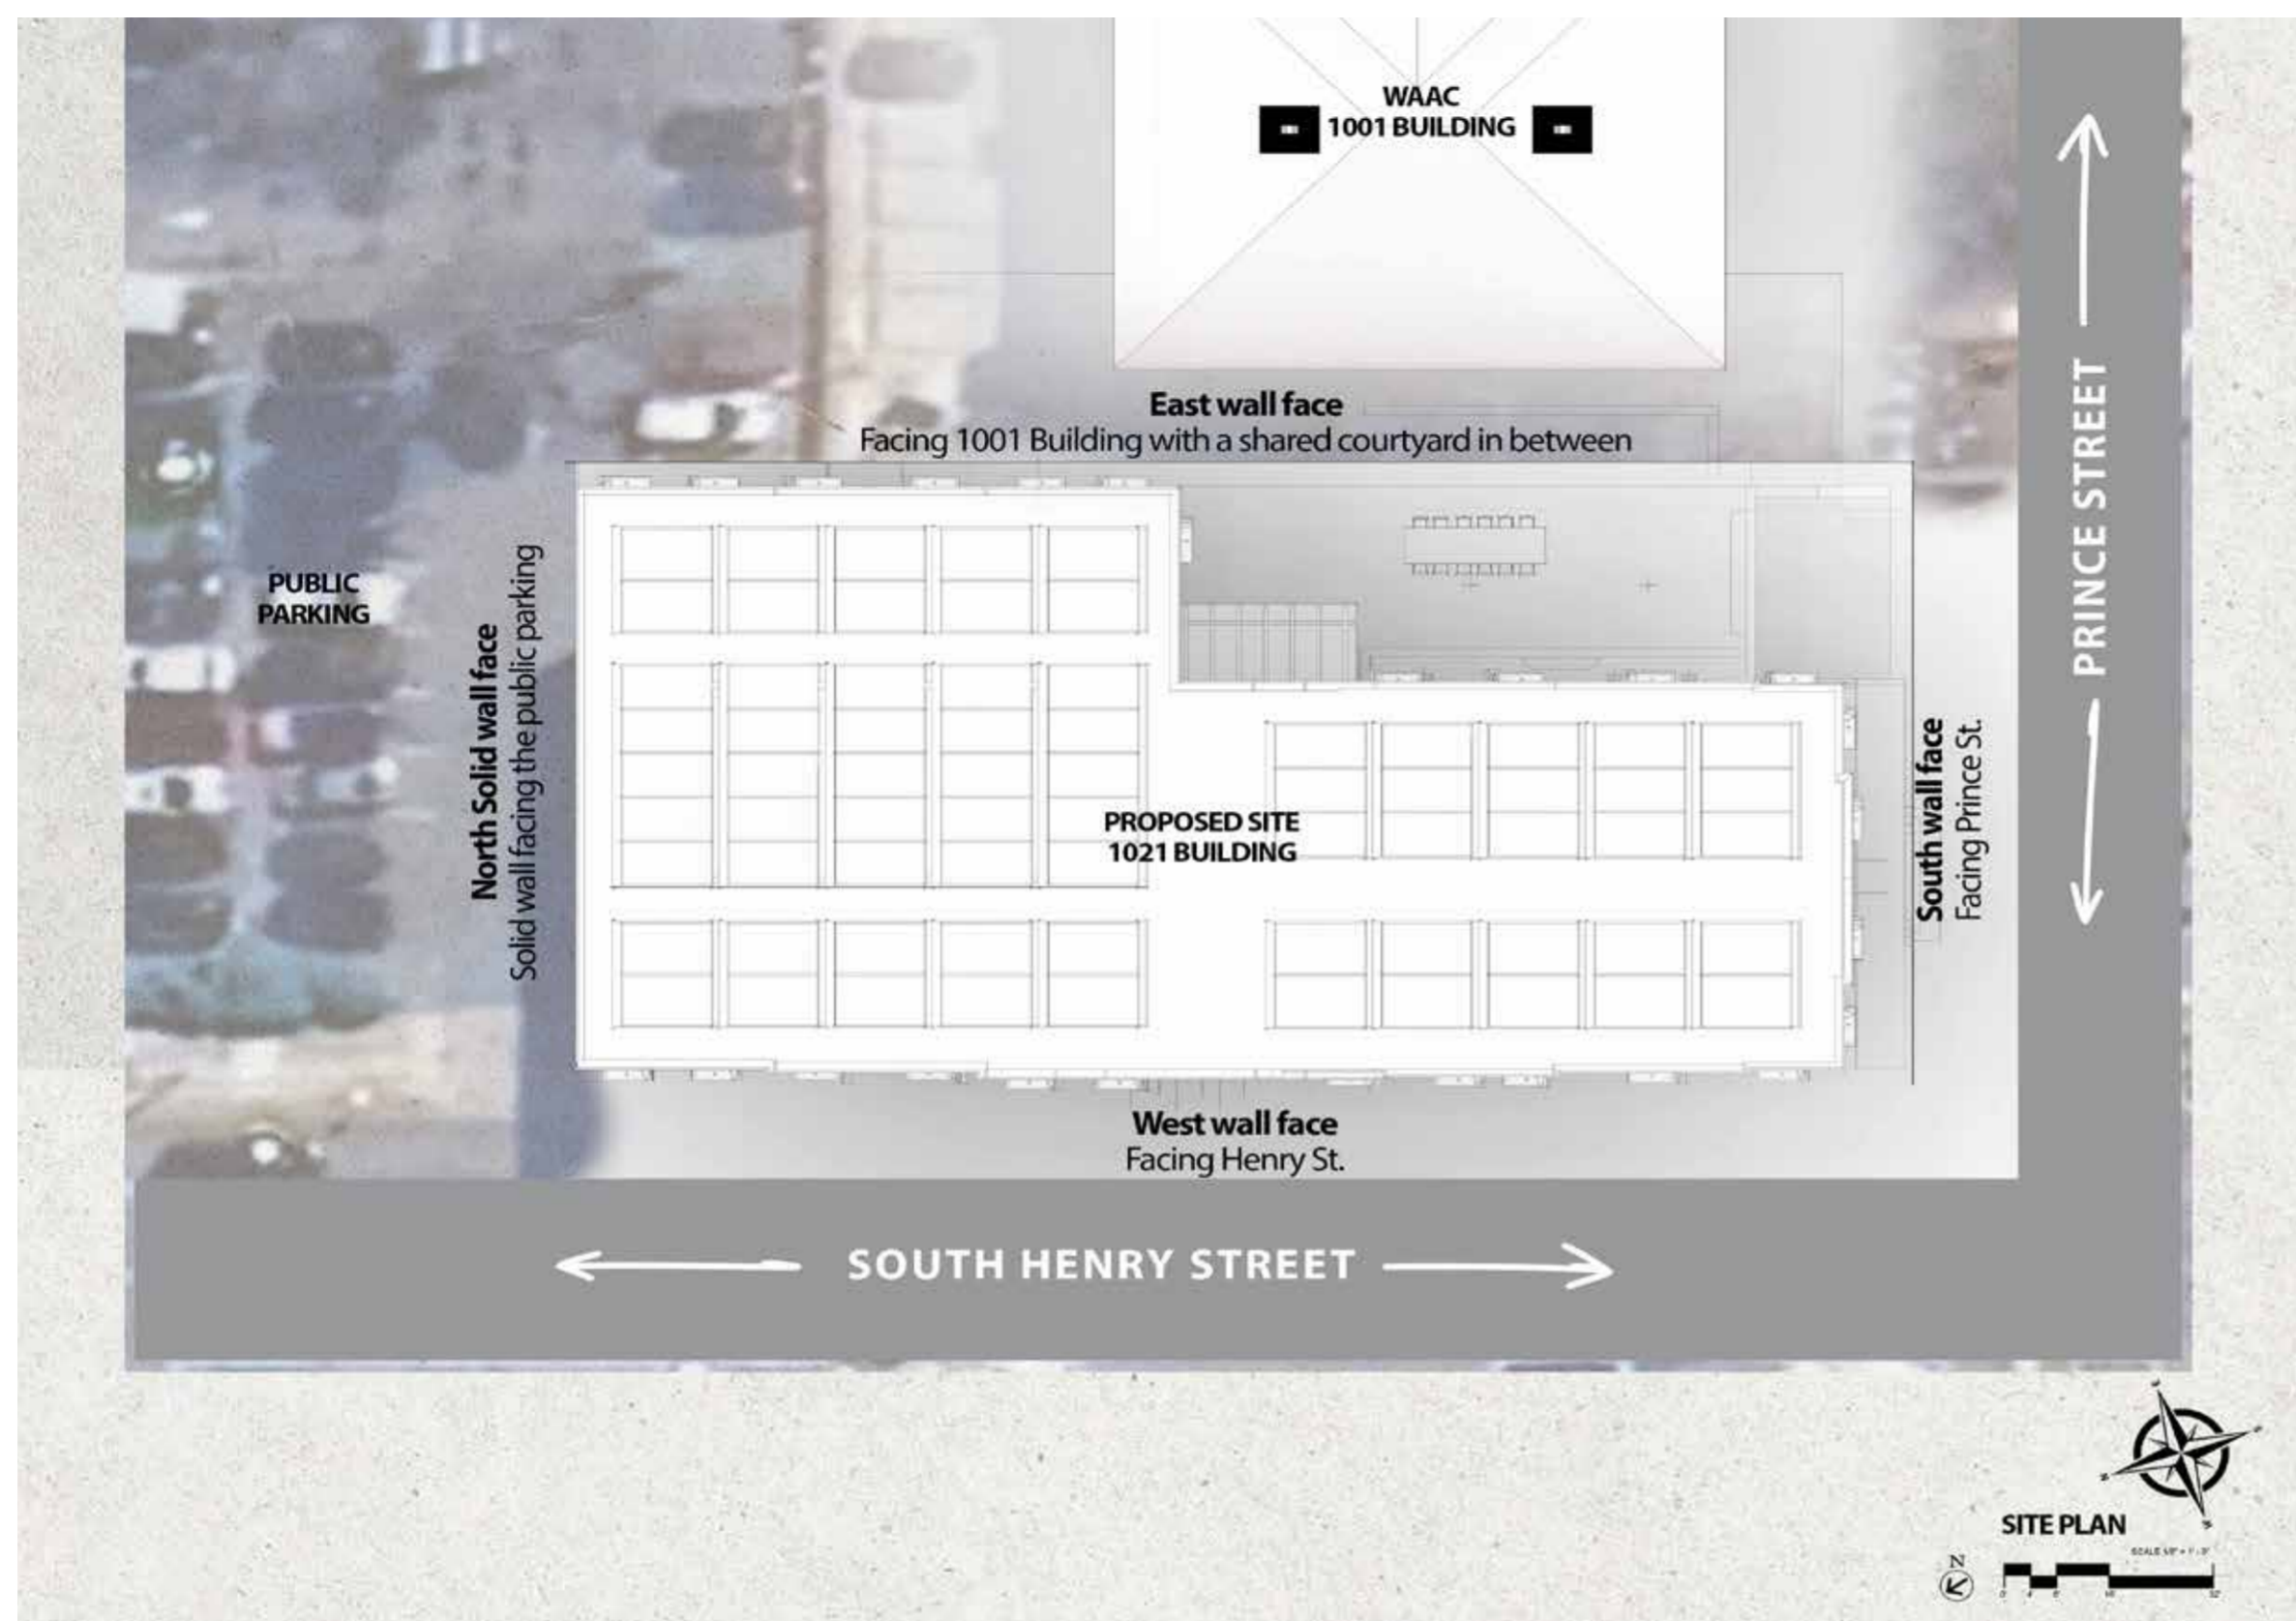 WAAC
1001 BUILDING
East wall face
Facing 1001 Building with a shared courtyard in between
PUBLIC
PARKING
North Solid wall face
Solid wall facing the public parking
PROPOSED SITE
1021 BUILDING
South wall face
Facing Prince St.
PRINCE STREET
West wall face
Facing Henry St.
SOUTH HENRY STREET
SITE PLAN
N